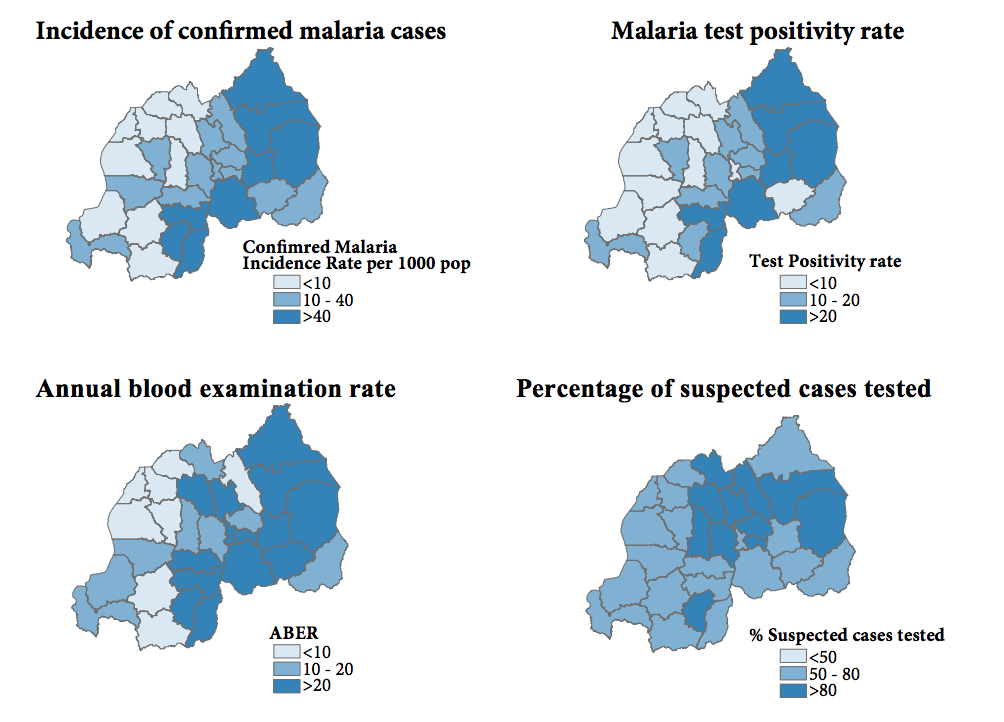 Incidence of confirmed malaria cases
Malaria test positivity rate
Confimred Malaria
Incidence Rate per 1000 pop
<10
10 - 40
>40
Test Positivity rate
<10
10 - 20
>20
Annual blood examination rate
Percentage of suspected cases tested
ABER
<10
10 - 20
>20
% Suspected cases tested
<50
50 - 80
>80